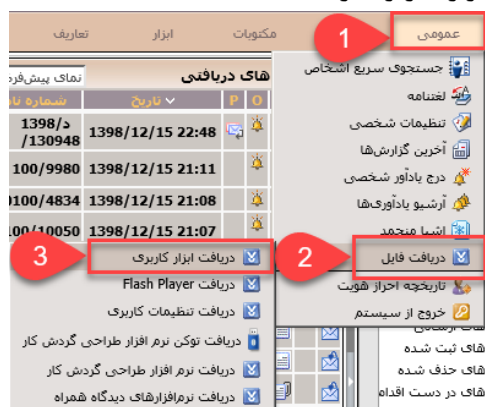 عمومی
مکتوبات
ابزار
تعاریف
1
جستجوی سریع اشخاص
لغتنامه
تنظیمات شخصی
آخرین گزارش‌ها
درج یادآور شخصی
آرشیو یادآوری‌ها
اشیا منجمد
دریافت فایل
2
تاریخچه احراز هویت
خروج از سیستم
های دریافتی
نمای پیش‌فرض
O P تاریخ شماره نا
1398/12/15 22:48 د/1398
/130948
1398/12/15 21:11 100/9980
1398/12/15 21:08 0100/4834
1398/12/15 21:07 00/10050
3
دریافت ابزار کاربری
دریافت Flash Player
دریافت تنظیمات کاربری
دریافت توکن نرم افزار طراحی گردش کار
دریافت نرم افزار طراحی گردش کار
دریافت نرم‌افزارهای دیدگاه همراه
های ثبت شده
های حذف شده
های در دست اقدام